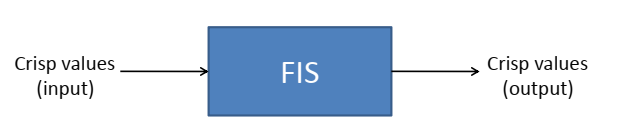 Crisp values
(input)
FIS
Crisp values
(output)